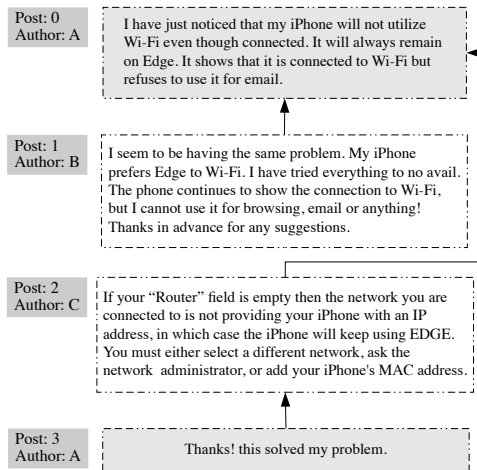 Post: 0
Author: A
I have just noticed that my iPhone will not utilize
Wi-Fi even though connected. It will always remain
on Edge. It shows that it is connected to Wi-Fi but
refuses to use it for email.
Post: 1
Author: B
I seem to be having the same problem. My iPhone
prefers Edge to Wi-Fi. I have tried everything to no avail.
The phone continues to show the connection to Wi-Fi,
but I cannot use it for browsing, email or anything!
Thanks in advance for any suggestions.
Post: 2
Author: C
If your “Router” field is empty then the network you are
connected to is not providing your iPhone with an IP
address, in which case the iPhone will keep using EDGE.
You must either select a different network, ask the
network administrator, or add your iPhone's MAC address.
Post: 3
Author: A
Thanks! this solved my problem.